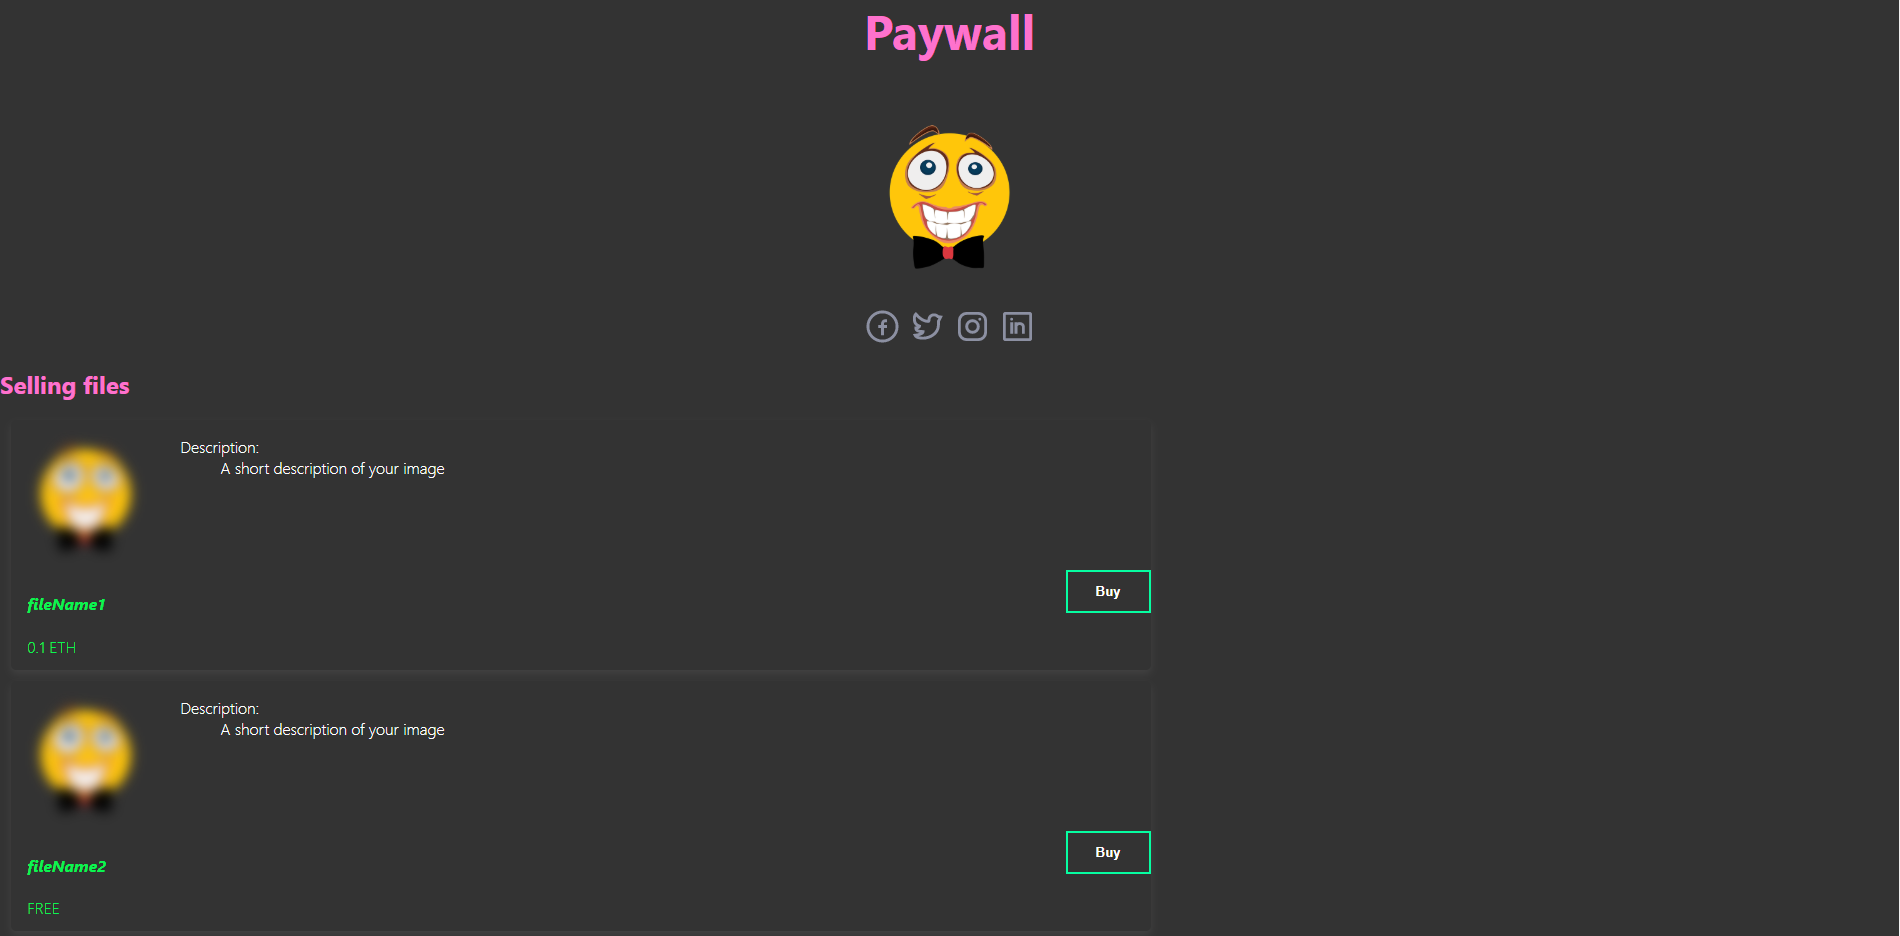 Paywall
Selling files
Description:
A short description of your image
Buy
fileName1
0.1 ETH
Description:
A short description of your image
Buy
fileName2
FREE